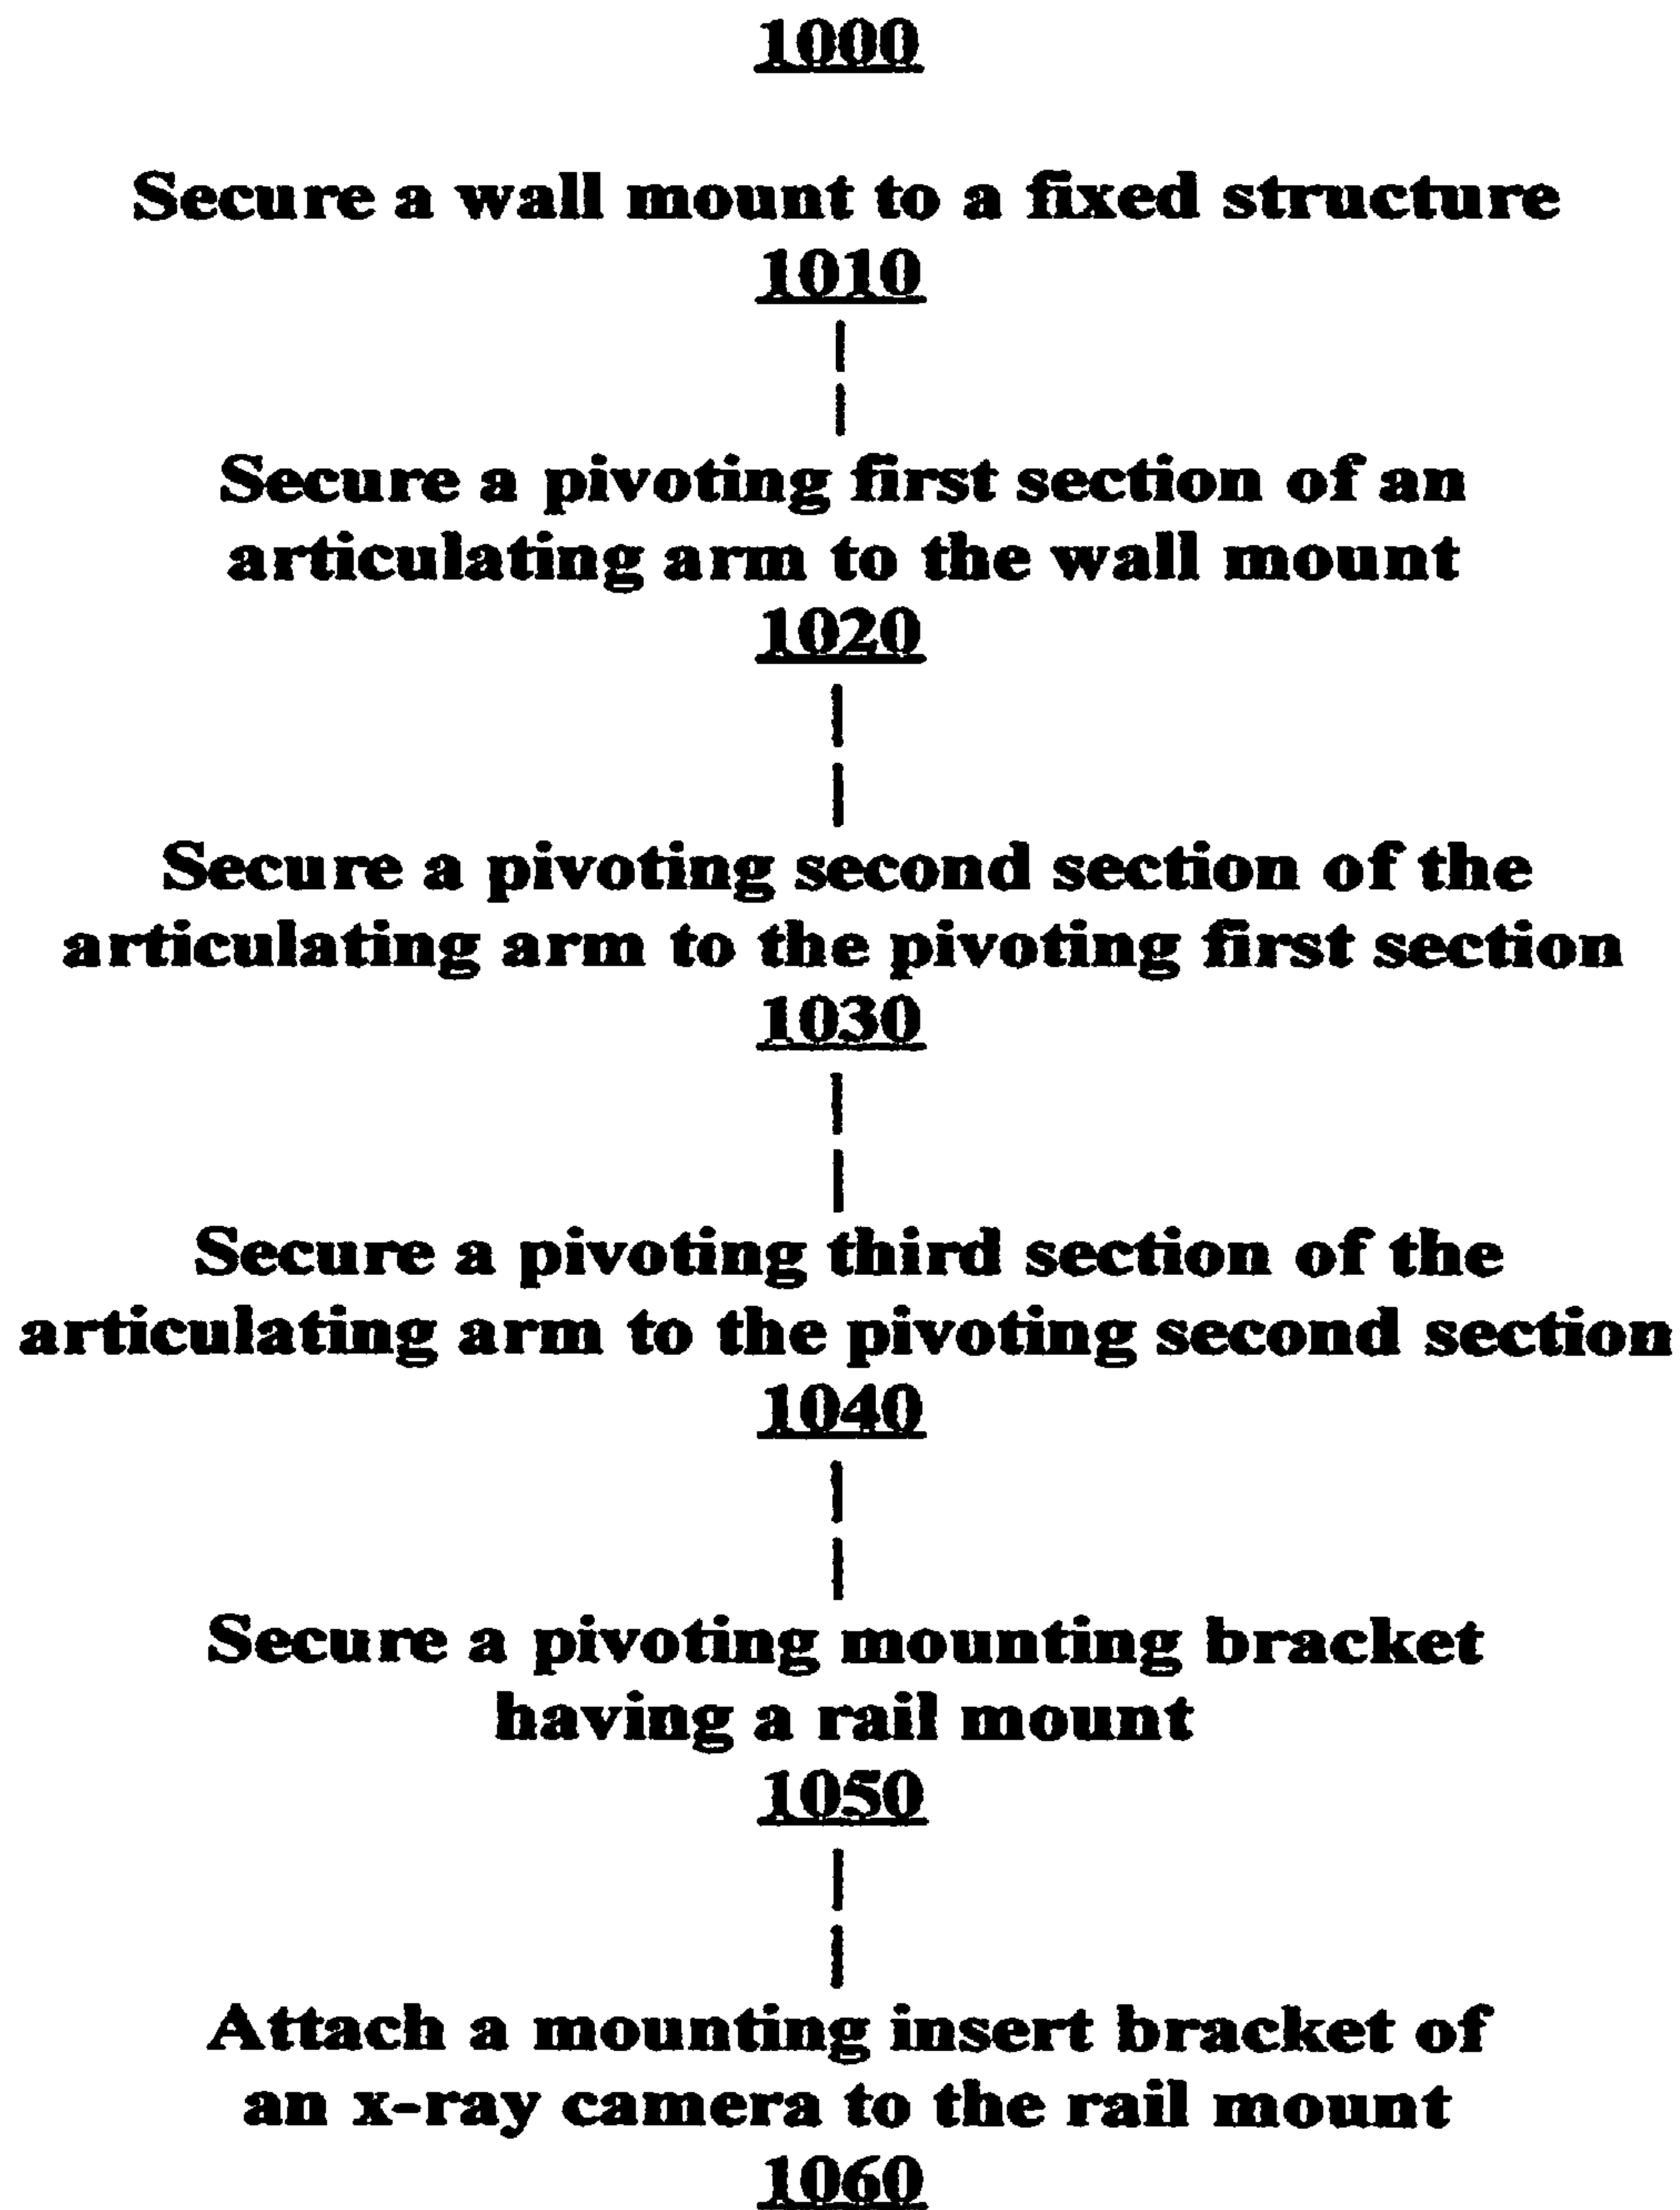 1000
Secure a wall mount to a fixed structure
1010
Secure a pivoting first section of an
articulating arm to the wall mount
1020
Secure a pivoting second section of the
articulating arm to the pivoting first section
1030
Secure a pivoting third section of the
articulating arm to the pivoting second section
1040
Secure a pivoting mounting bracket
having a rail mount
1050
Attach a mounting insert bracket of
an x-ray camera to the rail mount
1060